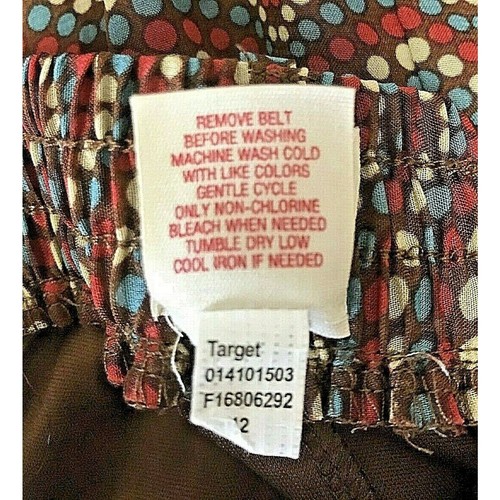 REMOVE BELT
BEFORE WASHING
MACHINE WASH COLD
WITH LIKE COLORS
GENTLE CYCLE
ONLY NON-CHLORINE
BLEACH WHEN NEEDED
TUMBLE DRY LOW
COOL IRON IF NEEDED
Target
014101503
F16806292